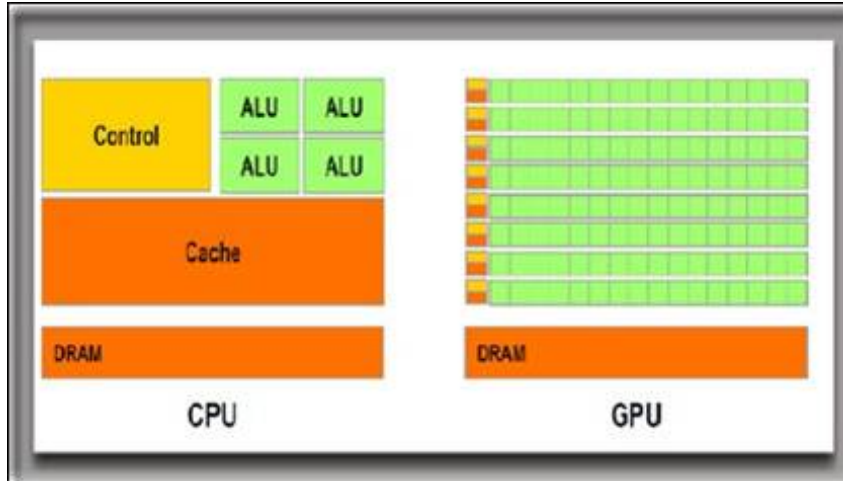 Control
ALU ALU
ALU ALU
Cache
DRAM
CPU
DRAM
GPU